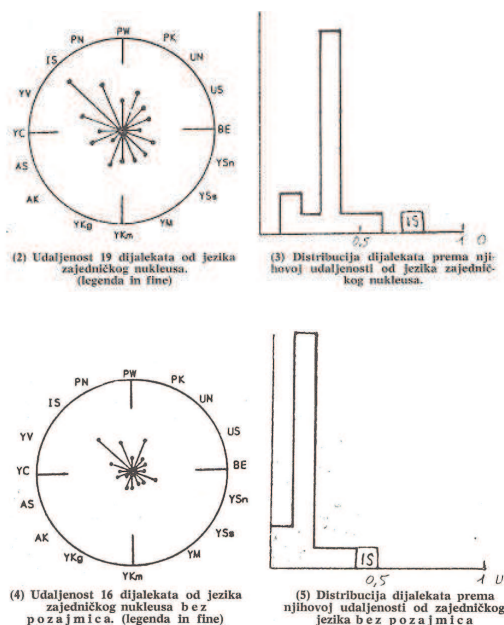 PW
PN PK
IS UN
YV US
YC BE
AS YSn
AK YSs
YKg YM
YKm
(2) Udaljenost 19 dijalekata od jezika
zajedničkog nukleusa.
(legenda in fine)
IS
0,5 1
(3) Distribucija dijalekata prema nji-
hovoj udaljenosti od jezika zajednič-
kog nukleusa.
PW
PN PK
IS UN
YV US
YC BE
AS YSn
AK YSs
YKg YM
YKm
(4) Udaljenost 16 dijalekata od jezika
zajedničkog nukleusa bez
pozajmica. (legenda in fine)
IS
0,5 1 U
(5) Distribucija dijalekata prema
njihovoj udaljenosti od zajedničkog
jezika bez pozajmica